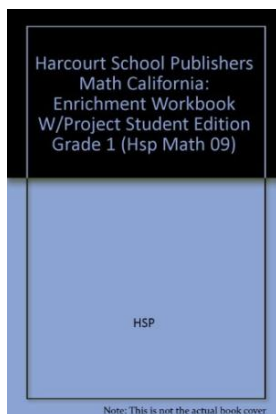 Harcourt School Publishers
Math California:
Enrichment Workbook
W/Project Student Edition
Grade 1 (Hsp Math 09)
HSP
Note: This is not the actual book cover